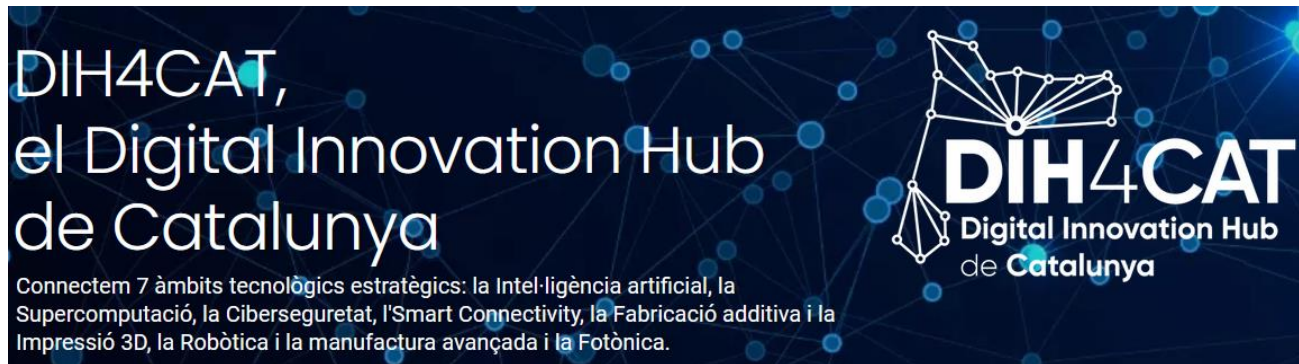 DIH4CAT,
el Digital Innovation Hub
de Catalunya
Connectem 7 àmbits tecnològics estratègics: la Intel·ligència artificial, la
Supercomputació, la Ciberseguretat, l'Smart Connectivity, la Fabricació additiva i la
Impressió 3D, la Robòtica i la manufactura avançada i la Fotònica.
DIH4CAT
Digital Innovation Hub
de Catalunya